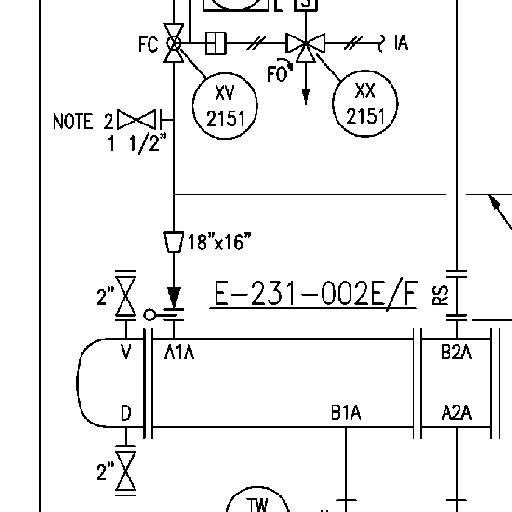 S
FC
IA
FO
XV
2151
XX
2151
NOTE 2
1 1/2"
18"x16"
E-231-002E/F
RS
2"
V
A1A
B2A
D
B1A
A2A
2"
TW